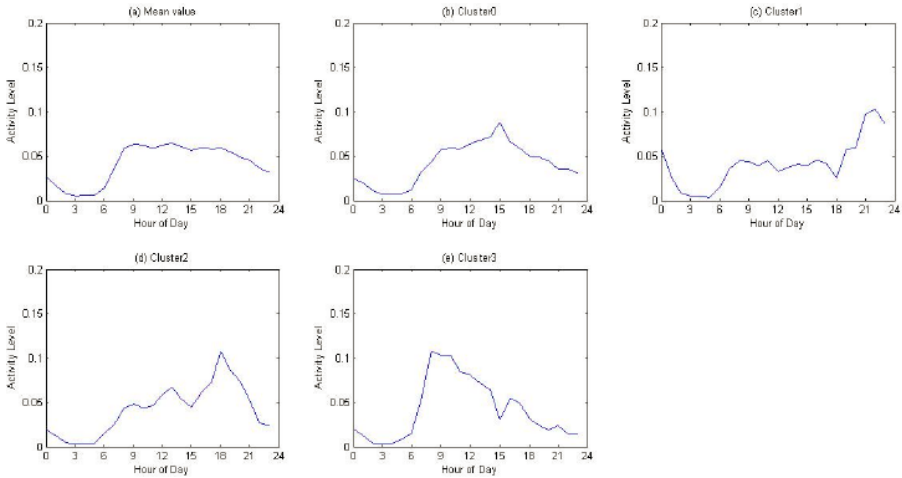 (a) Mean value
0.2
0.15
0.1
0.05
0
Activity Level
0 3 6 9 12 15 18 21 24
Hour of Day
(b) Cluster0
0.2
0.15
0.1
0.05
0
Activity Level
0 3 6 9 12 15 18 21 24
Hour of Day
(c) Cluster1
0.2
0.15
0.1
0.05
0
Activity Level
0 3 6 9 12 15 18 21 24
Hour of Day
(d) Cluster2
0.2
0.15
0.1
0.05
0
Activity Level
0 3 6 9 12 15 18 21 24
Hour of Day
(e) Cluster3
0.2
0.15
0.1
0.05
0
Activity Level
0 3 6 9 12 15 18 21 24
Hour of Day